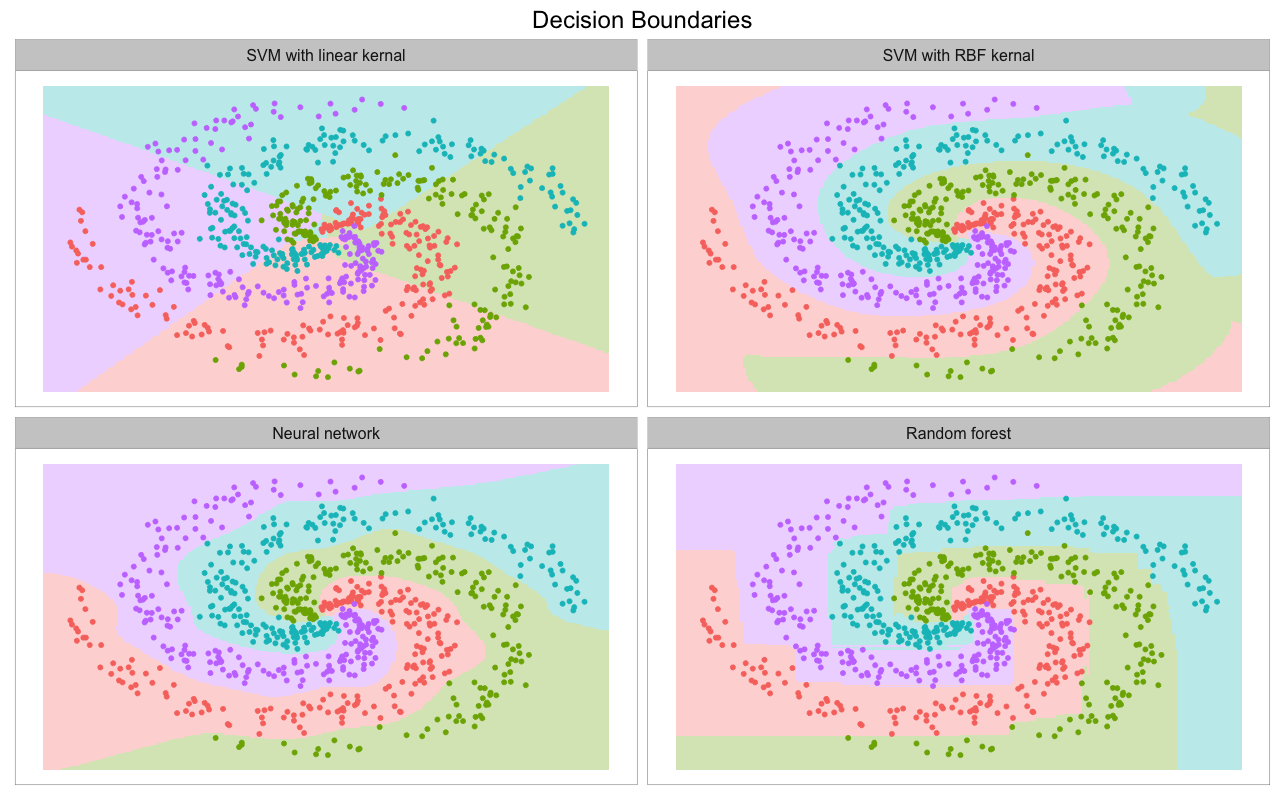 Decision Boundaries
SVM with linear kernal
SVM with RBF kernal
Neural network
Random forest